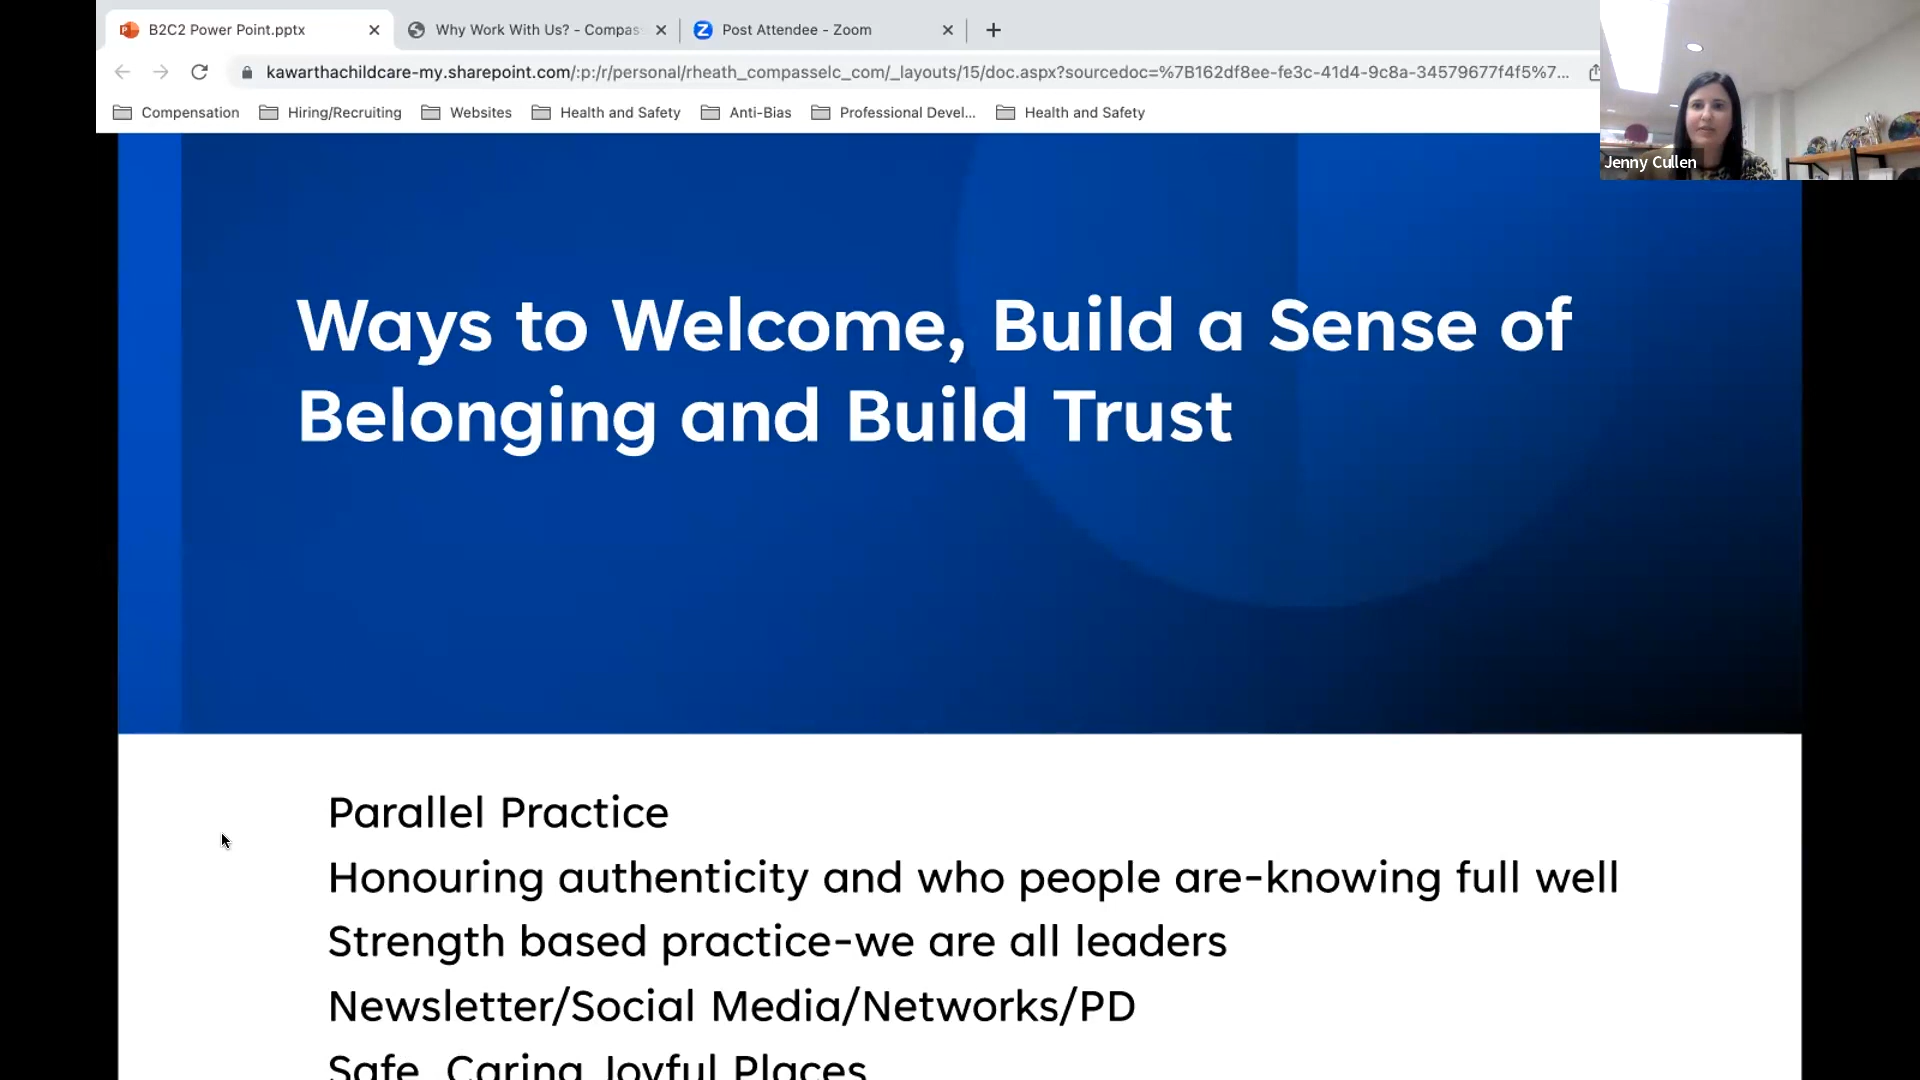 B2C2 Power Point.pptx
Why Work With Us? - Compas
Post Attendee - Zoom
kawarthachildcare-my.sharepoint.com/:p:/r/personal/rheath_compasselc_com/_layouts/15/doc.aspx?sourcedoc=%7B162df8ee-fe3c-41d4-9c8a-34579677f4f5%7...
Compensation
Hiring/Recruiting
Websites
Health and Safety
Anti-Bias
Professional Devel...
Health and Safety
Jenny Cullen
Ways to Welcome, Build a Sense of
Belonging and Build Trust
Parallel Practice
Honouring authenticity and who people are-knowing full well
Strength based practice-we are all leaders
Newsletter/Social Media/Networks/PD
Safe, Caring Joyful Places